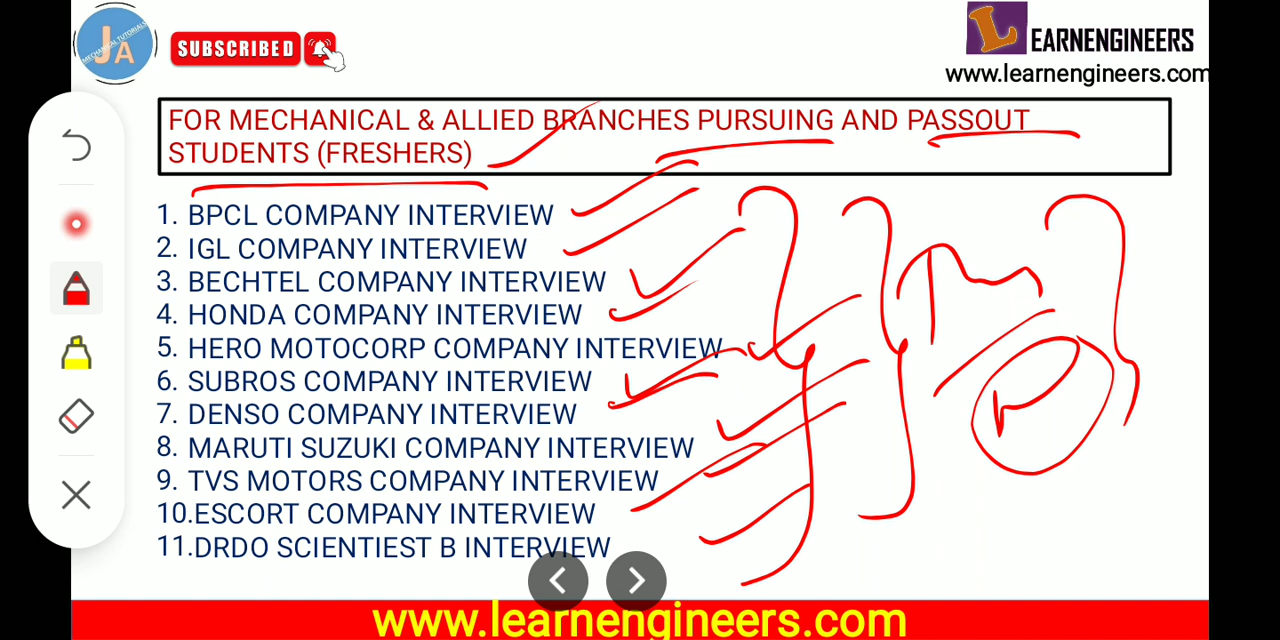 JA
MECHANICAL TUTORIALS
SUBSCRIBED
LEARNENGINEERS
www.learnengineers.com
FOR MECHANICAL & ALLIED BRANCHES PURSUING AND PASSOUT
STUDENTS (FRESHERS)
1. BPCL COMPANY INTERVIEW
2. IGL COMPANY INTERVIEW
3. BECHTEL COMPANY INTERVIEW
4. HONDA COMPANY INTERVIEW
5. HERO MOTOCORP COMPANY INTERVIEW
6. SUBROS COMPANY INTERVIEW
7. DENSO COMPANY INTERVIEW
8. MARUTI SUZUKI COMPANY INTERVIEW
9. TVS MOTORS COMPANY INTERVIEW
10.ESCORT COMPANY INTERVIEW
11.DRDO SCIENTIEST B INTERVIEW
www.learnengineers.com